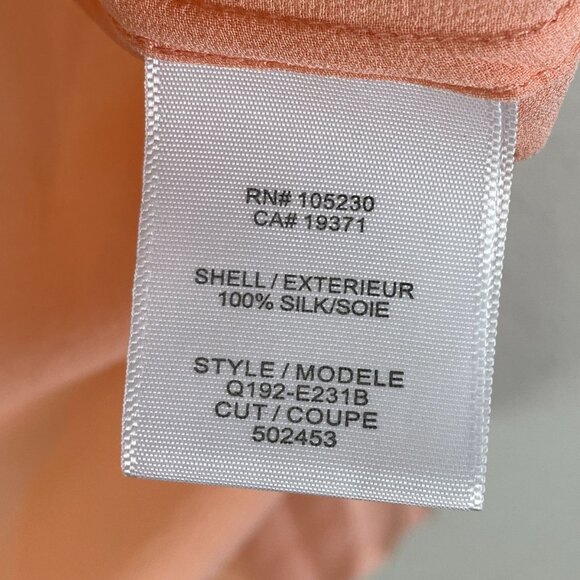 RN# 105230
CA# 19371
SHELL / EXTERIEUR
100% SILK/SOIE
STYLE / MODELE
Q192-E231B
CUT / COUPE
502453